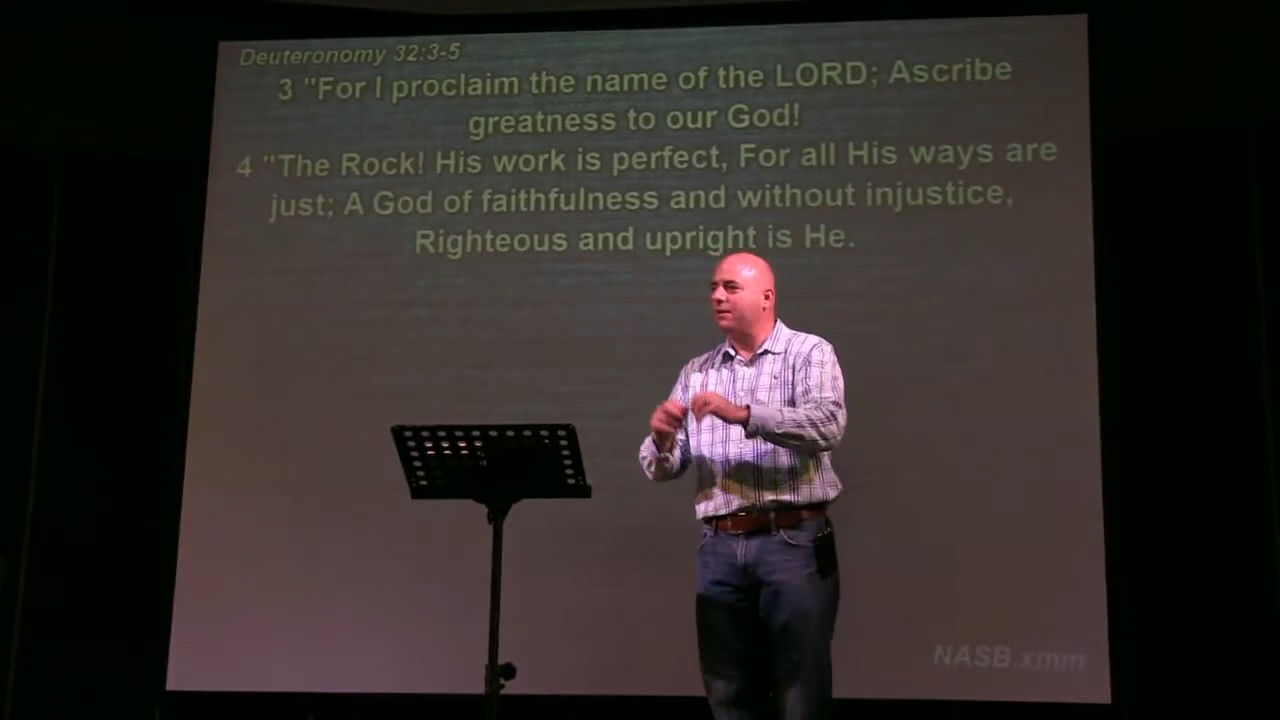 Deuteronomy 32:3-5
3 "For I proclaim the name of the LORD; Ascribe
greatness to our God!
4 "The Rock! His work is perfect, For all His ways are
just; A God of faithfulness and without injustice,
Righteous and upright is He.
NASB.xmm